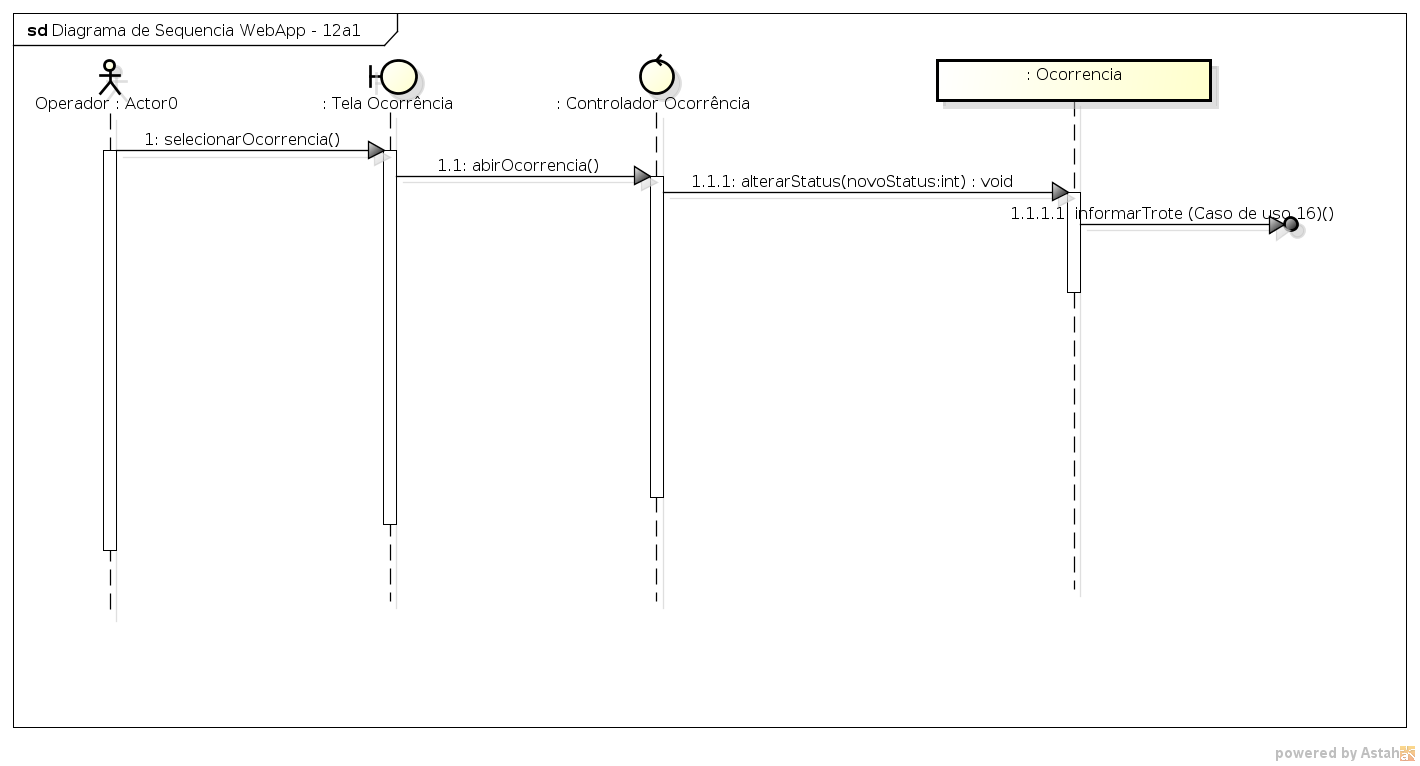 sd Diagrama de Sequencia WebApp - 12a1
Operador : Actor0
: Tela Ocorrência
: Controlador Ocorrência
: Ocorrencia
1: selecionarOcorrencia()
1.1: abirOcorrencia()
1.1.1: alterarStatus(novoStatus:int) : void
1.1.1.1 informarTrote (Caso de uso 16)()
powered by Astah